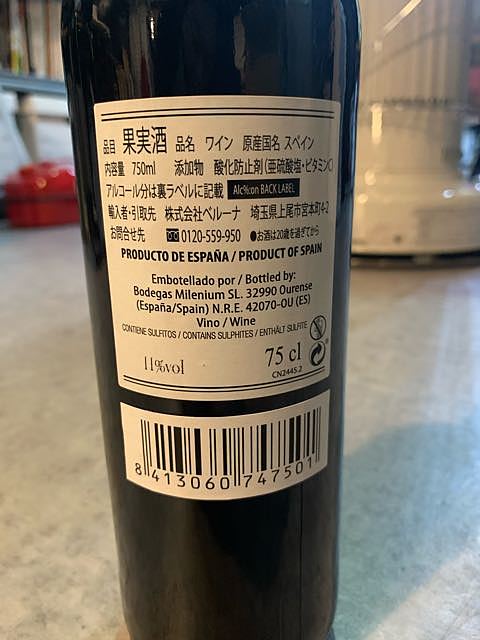 品目 果実酒 品名 ワイン 原産国名 スペイン
内容量 750ml 添加物 酸化防止剤(亜硫酸塩・ビタミンC)
アルコール分は裏ラベルに記載 Alc%:on BACK LABEL
輸入者・引取先 株式会社ベルーナ 埼玉県上尾市宮本町4-2
お問合せ先 0120-559-950 ●お酒は20歳を過ぎてから
PRODUCTO DE ESPAÑA / PRODUCT OF SPAIN
Embotellado por / Bottled by:
Bodegas Milenium SL. 32990 Ourense
(España/Spain) N.R.E. 42070-OU (ES)
Vino / Wine
CONTIENE SULFITOS / CONTAINS SULPHITES / ENTHÄLT SULFITE
11%vol 75 cl
CN2445.2
8 413060 747501